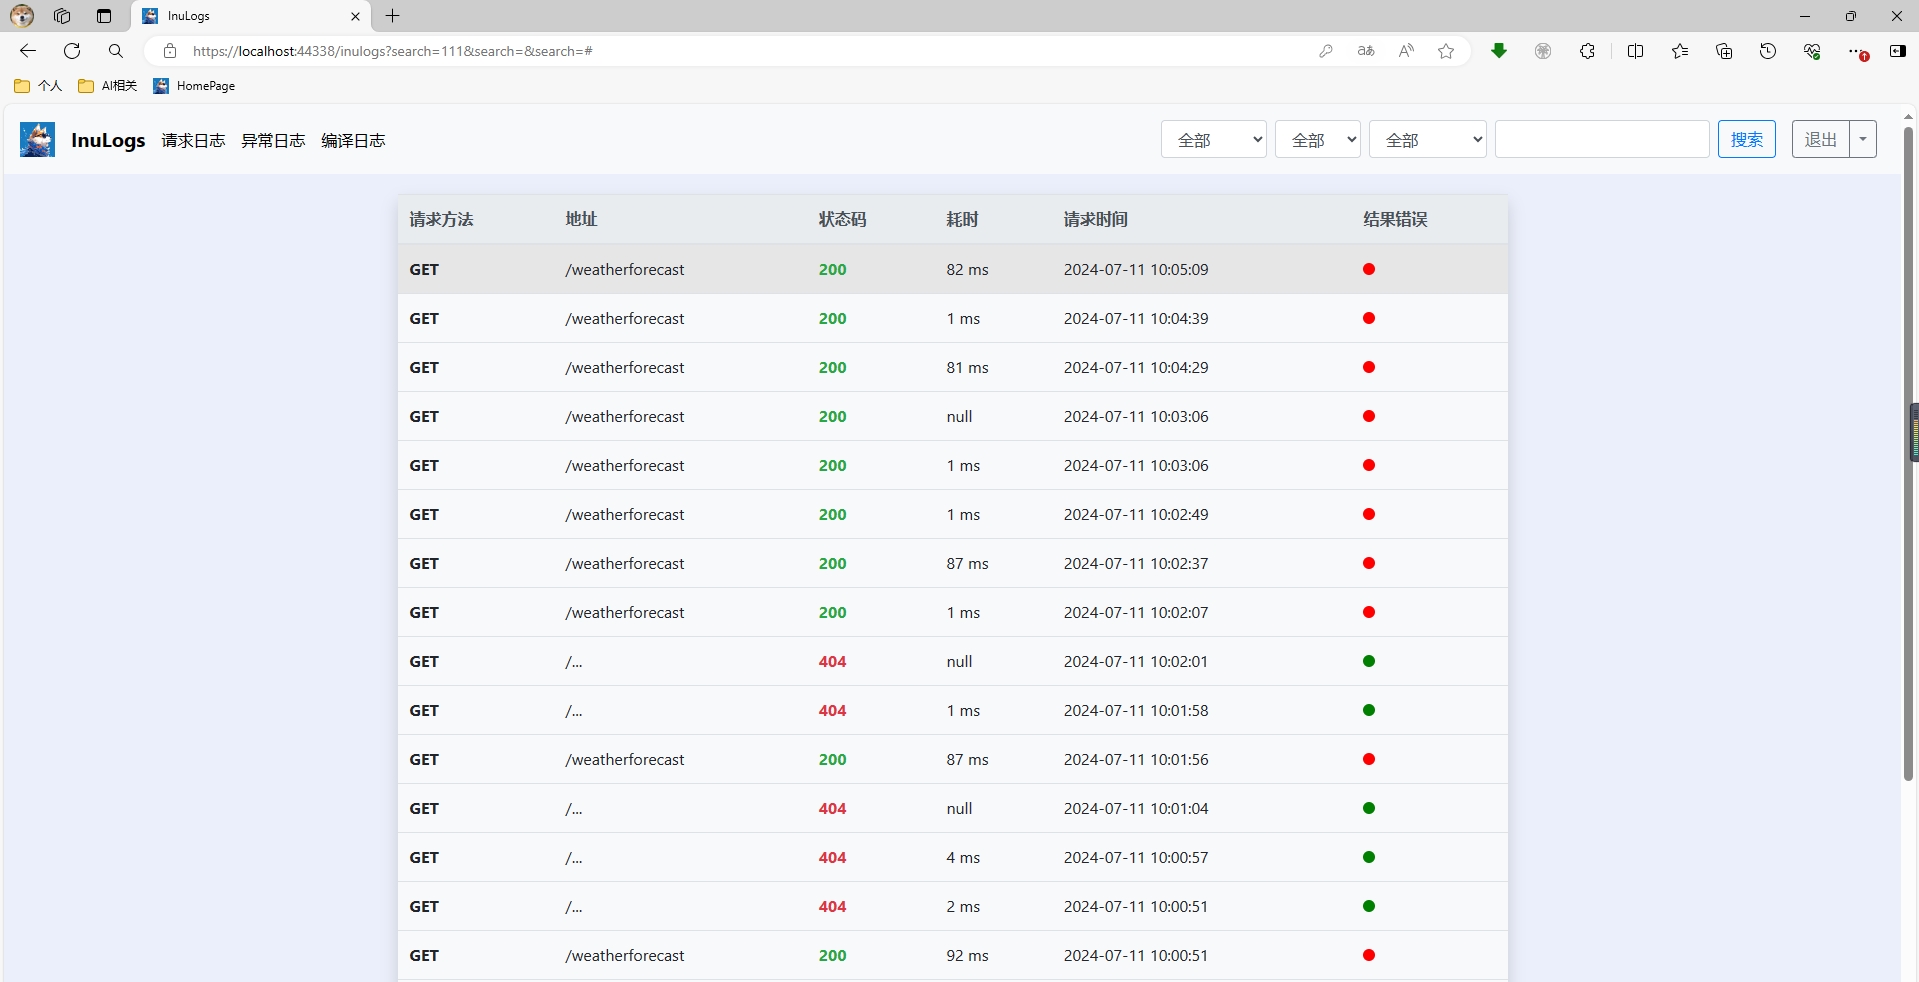 InuLogs
https://localhost:44338/inulogs?search=111&search=&search=#
个人 AI相关 HomePage
InuLogs 请求日志 异常日志 编译日志 全部 全部 全部 搜索 退出
请求方法 地址 状态码 耗时 请求时间 结果错误
GET /weatherforecast 200 82 ms 2024-07-11 10:05:09
GET /weatherforecast 200 1 ms 2024-07-11 10:04:39
GET /weatherforecast 200 81 ms 2024-07-11 10:04:29
GET /weatherforecast 200 null 2024-07-11 10:03:06
GET /weatherforecast 200 1 ms 2024-07-11 10:03:06
GET /weatherforecast 200 1 ms 2024-07-11 10:02:49
GET /weatherforecast 200 87 ms 2024-07-11 10:02:37
GET /weatherforecast 200 1 ms 2024-07-11 10:02:07
GET /... 404 null 2024-07-11 10:02:01
GET /... 404 1 ms 2024-07-11 10:01:58
GET /weatherforecast 200 87 ms 2024-07-11 10:01:56
GET /... 404 null 2024-07-11 10:01:04
GET /... 404 4 ms 2024-07-11 10:00:57
GET /... 404 2 ms 2024-07-11 10:00:51
GET /weatherforecast 200 92 ms 2024-07-11 10:00:51